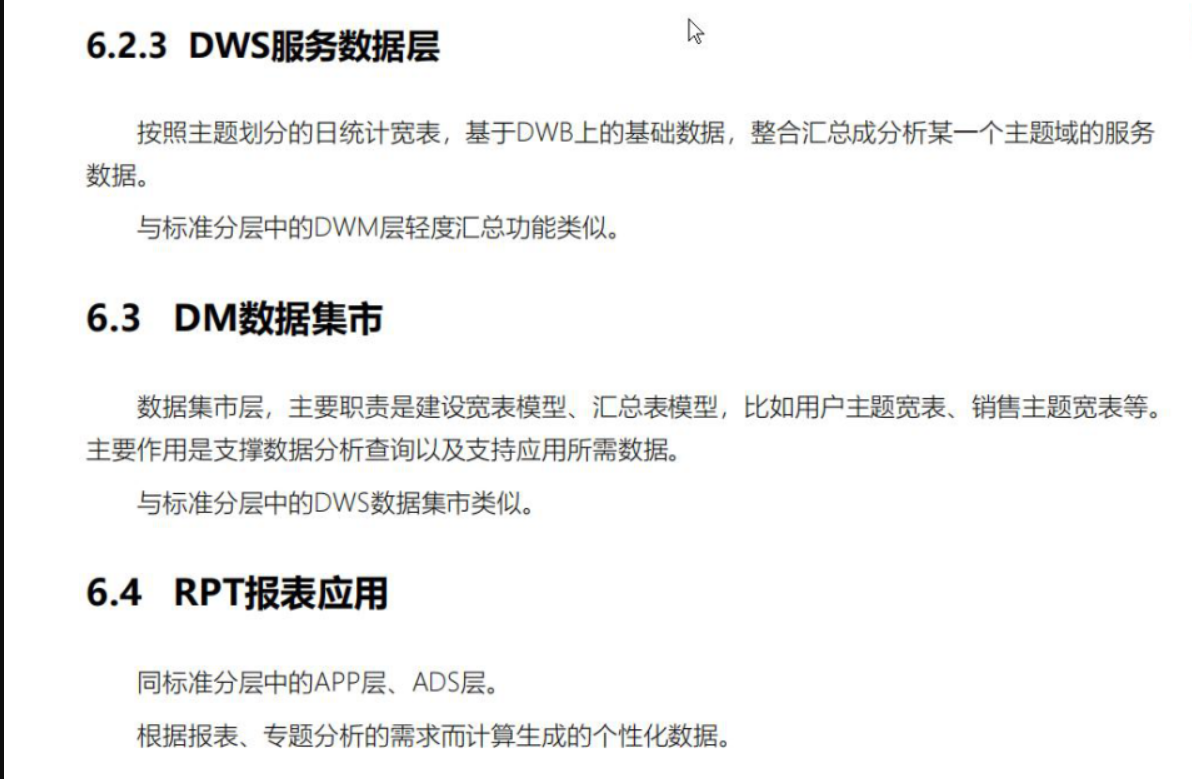 6.2.3 DWS服务数据层
按照主题划分的日统计宽表，基于DWB上的基础数据，整合汇总成分析某一个主题域的服务
数据。
与标准分层中的DWM层轻度汇总功能类似。
6.3 DM数据集市
数据集市层，主要职责是建设宽表模型、汇总表模型，比如用户主题宽表、销售主题宽表等。
主要作用是支撑数据分析查询以及支持应用所需数据。
与标准分层中的DWS数据集市类似。
6.4 RPT报表应用
同标准分层中的APP层、ADS层。
根据报表、专题分析的需求而计算生成的个性化数据。